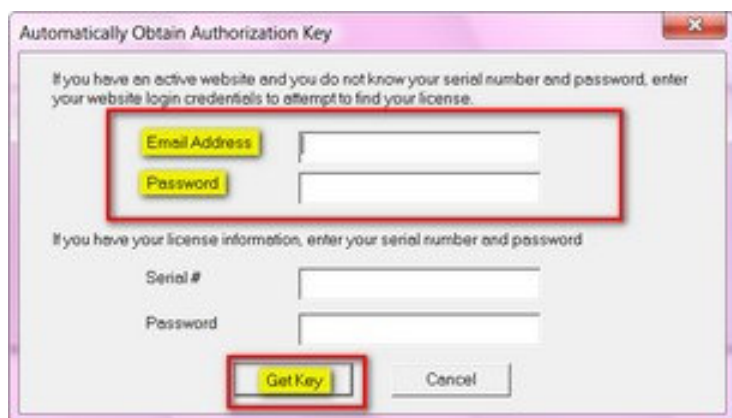 Automatically Obtain Authorization Key
If you have an active website and you do not know your serial number and password, enter
your website login credentials to attempt to find your license.
Email Address
Password
If you have your license information, enter your serial number and password
Serial #
Password
Get Key Cancel